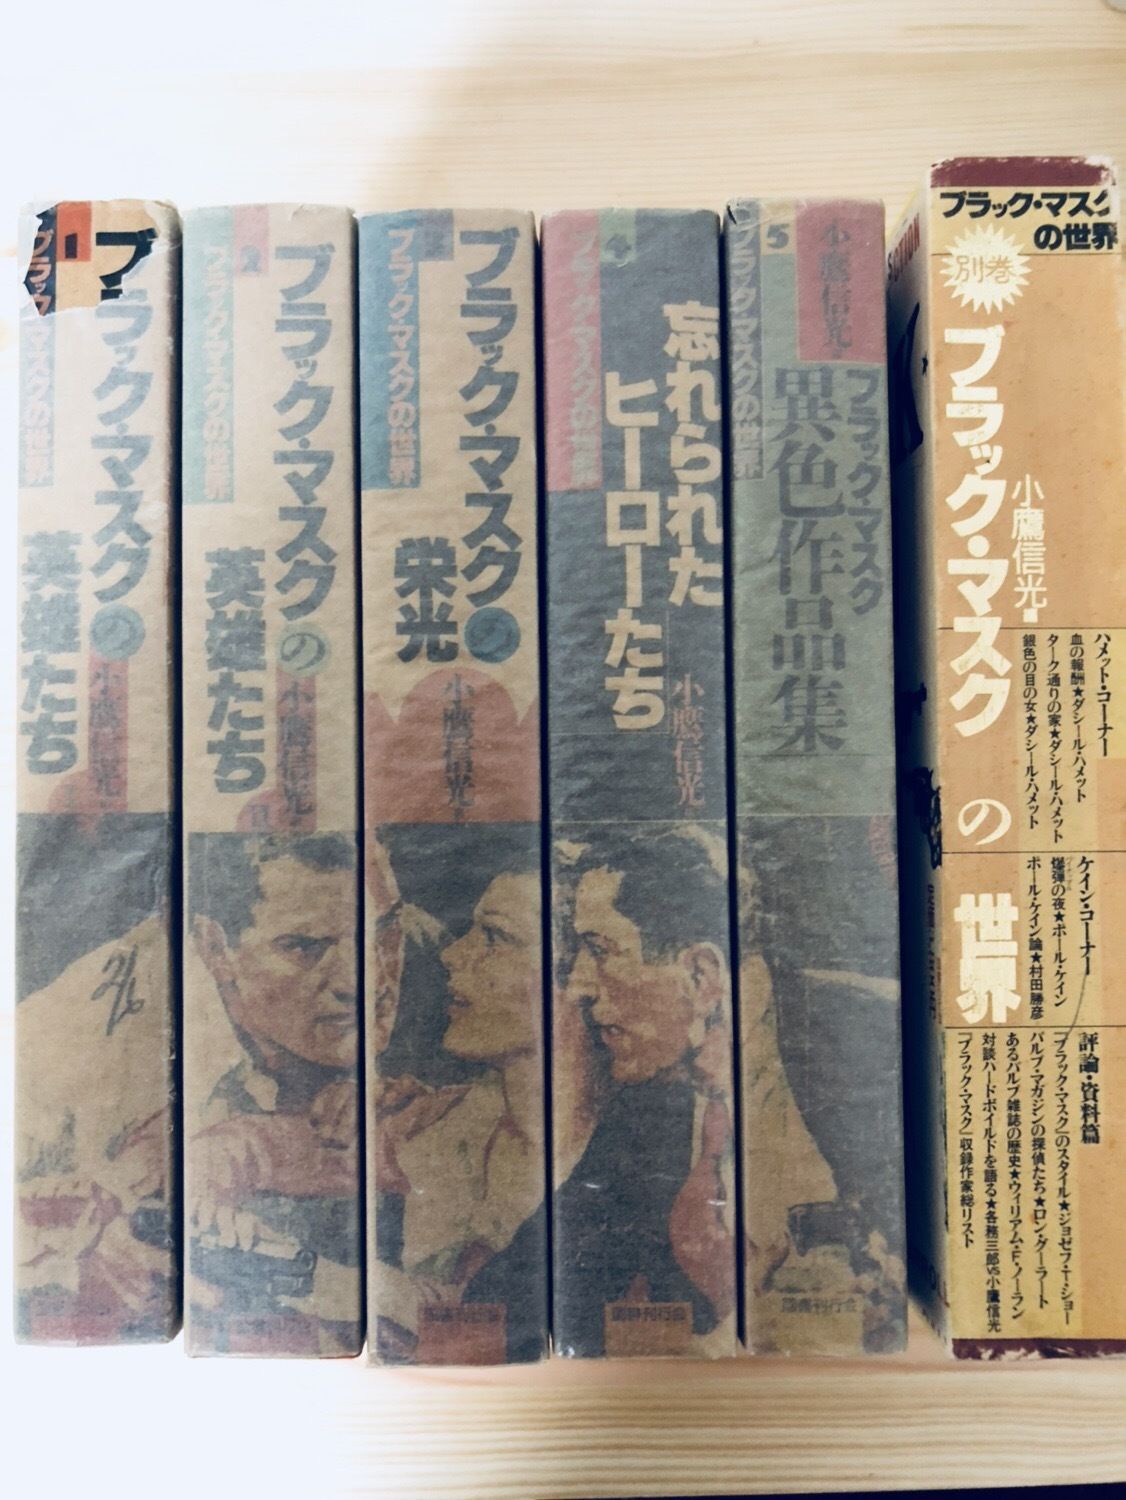 1
ブラック・マスクの世界
ブラック・マスクの
英雄たち
小鷹信光
2
ブラック・マスクの世界
ブラック・マスクの
英雄たち
小鷹信光
II
3
ブラック・マスクの世界
ブラック・マスクの
栄光
小鷹信光
国書刊行会
4
ブラック・マスクの世界
忘れられた
ヒーローたち
小鷹信光
国書刊行会
5
ブラック・マスクの世界
小鷹信光
ブラック・マスク
異色作品集
国書刊行会
ブラック・マスク
の世界
別巻
ブラック・マスクの世界
小鷹信光
ハメット・コーナー
血の報酬★ダシール・ハメット
ターク通りの家★ダシール・ハメット
銀色の目の女★ダシール・ハメット
ケイン・コーナー
爆弾の夜★ポール・ケイン
ポール・ケイン論★村田勝彦
評論・資料篇
『ブラック・マスク』のスタイル★ジョゼフ・T・ショー
パルプ・マガジンの探偵たち★ロン・グーラート
あるパルプ雑誌の歴史★ウィリアム・F・ノーラン
対談ハードボイルドを語る★各務三郎VS小鷹信光
『ブラック・マスク』収録作家総リスト